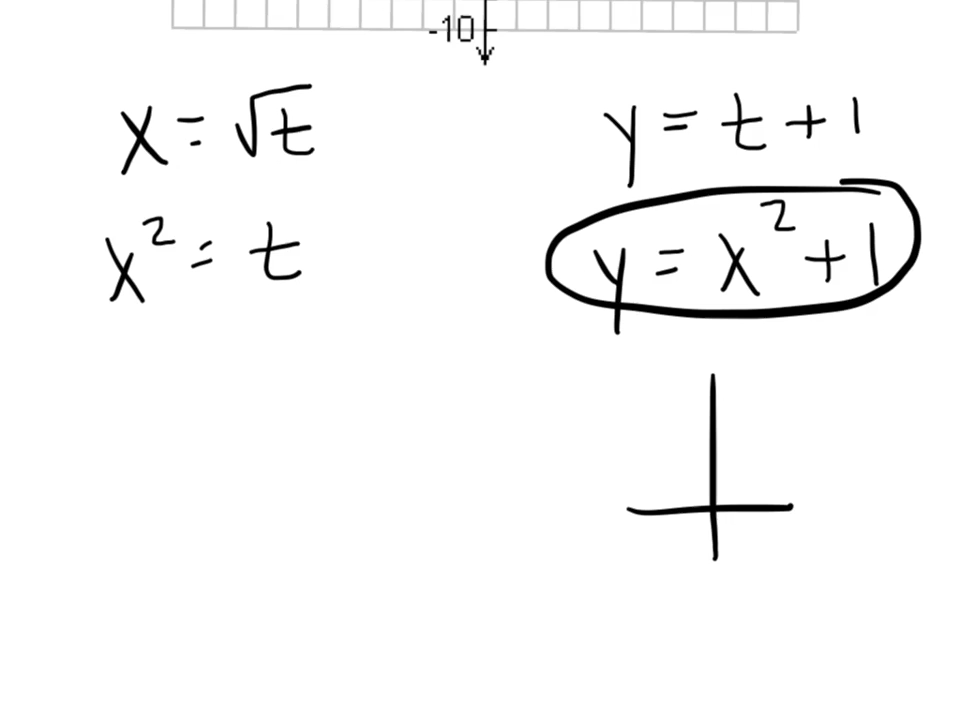 -10
x = √t
y = t + 1
x² = t
y = x² + 1